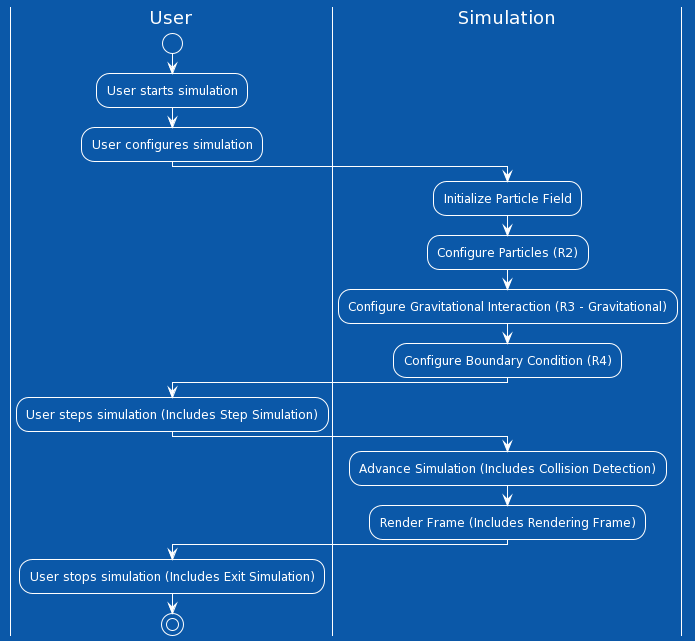 User
Simulation
User starts simulation
User configures simulation
Initialize Particle Field
Configure Particles (R2)
Configure Gravitational Interaction (R3 - Gravitational)
Configure Boundary Condition (R4)
User steps simulation (Includes Step Simulation)
Advance Simulation (Includes Collision Detection)
Render Frame (Includes Rendering Frame)
User stops simulation (Includes Exit Simulation)